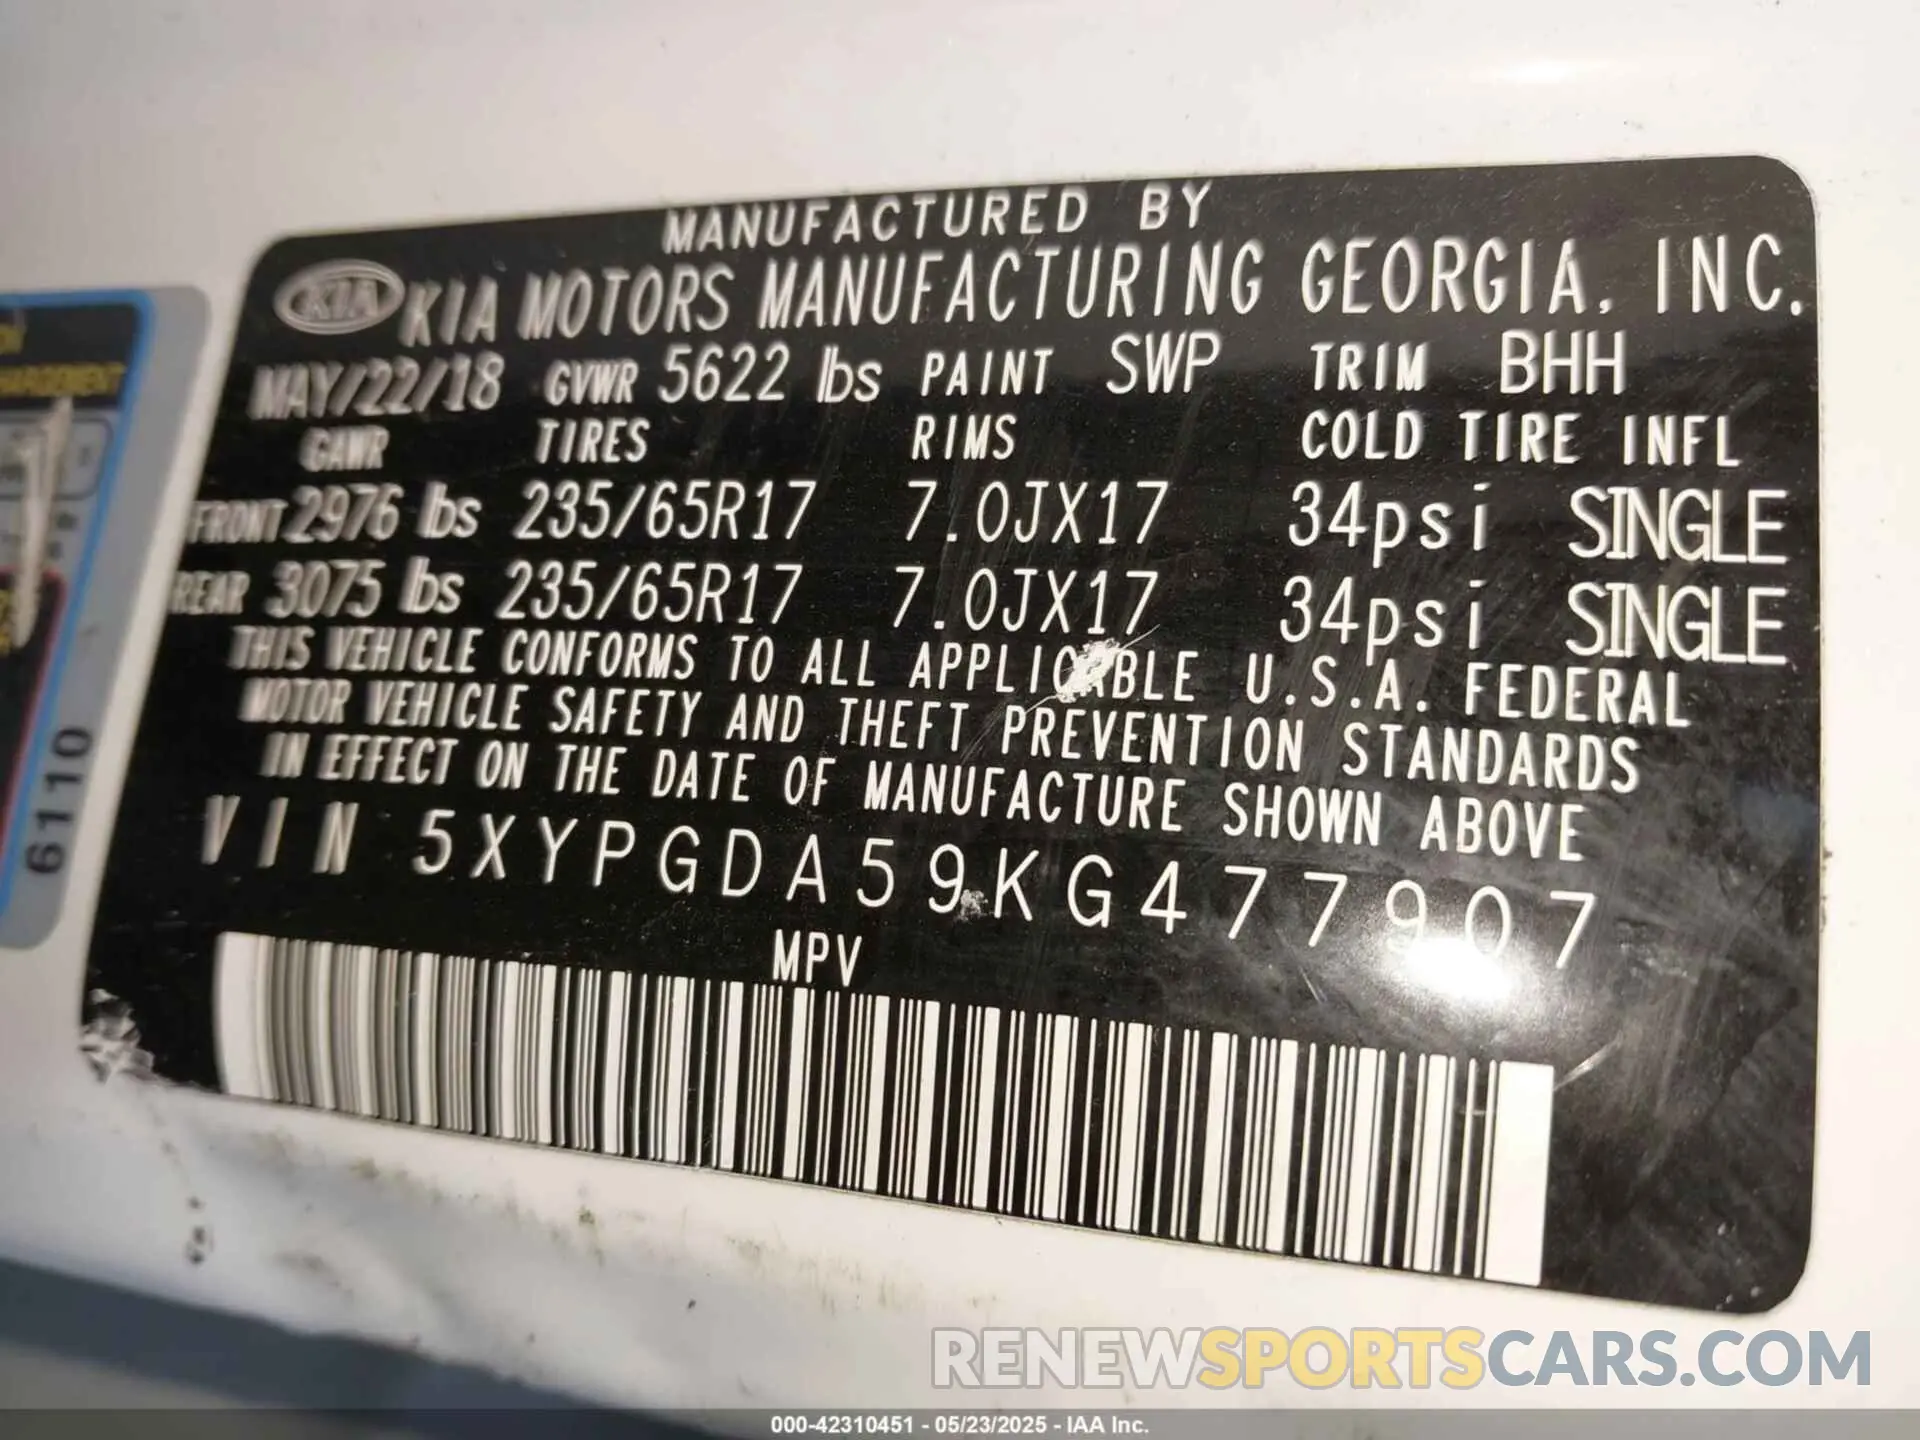 MANUFACTURED BY
KIA KIA MOTORS MANUFACTURING GEORGIA, INC.
MAY/22/18 GVWR 5622 lbs PAINT SWP TRIM BHH
GAWR TIRES RIMS COLD TIRE INFL
FRONT 2976 lbs 235/65R17 7.0JX17 34psi SINGLE
REAR 3075 lbs 235/65R17 7.0JX17 34psi SINGLE
THIS VEHICLE CONFORMS TO ALL APPLICABLE U.S.A. FEDERAL
MOTOR VEHICLE SAFETY AND THEFT PREVENTION STANDARDS
IN EFFECT ON THE DATE OF MANUFACTURE SHOWN ABOVE
VIN 5XYPGDA59KG477907
MPV
6110
RENEWSPORTSCARS.COM
000-42310451 - 05/23/2025 - IAA Inc.